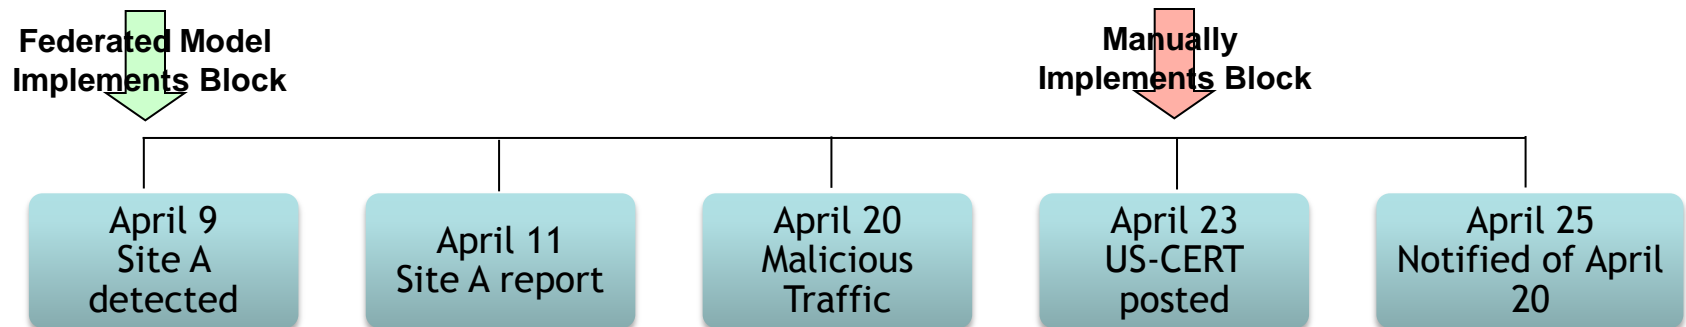 Federated Model
Implements Block
Manually
Implements Block
April 9
Site A
detected
April 11
Site A report
April 20
Malicious
Traffic
April 23
US-CERT
posted
April 25
Notified of April
20